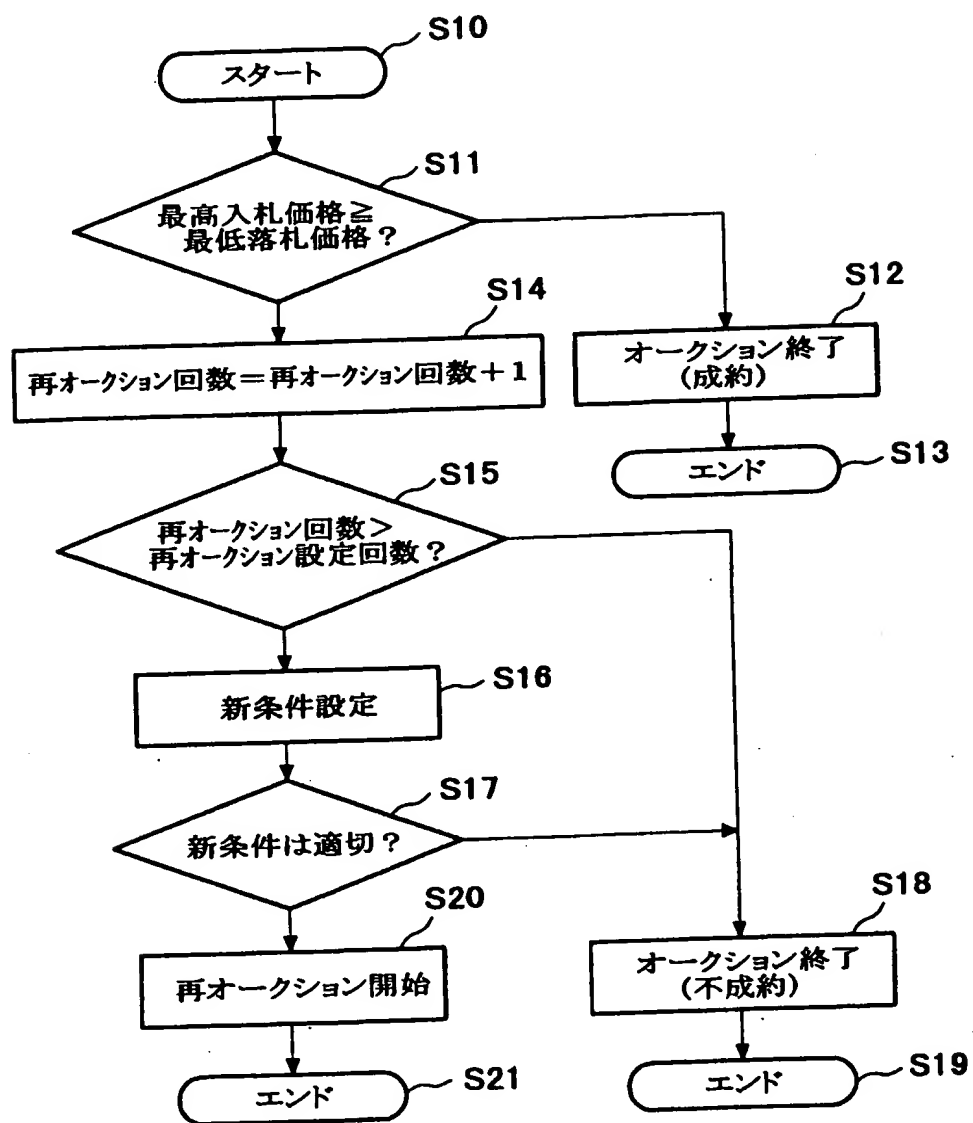 S10
スタート
S11
最高入札価格≧
最低落札価格？
S12
オークション終了
(成約)
S13
エンド
S14
再オークション回数＝再オークション回数＋1
S15
再オークション回数＞
再オークション設定回数？
S16
新条件設定
S17
新条件は適切？
S18
オークション終了
(不成約)
S20
再オークション開始
S19
エンド
S21
エンド